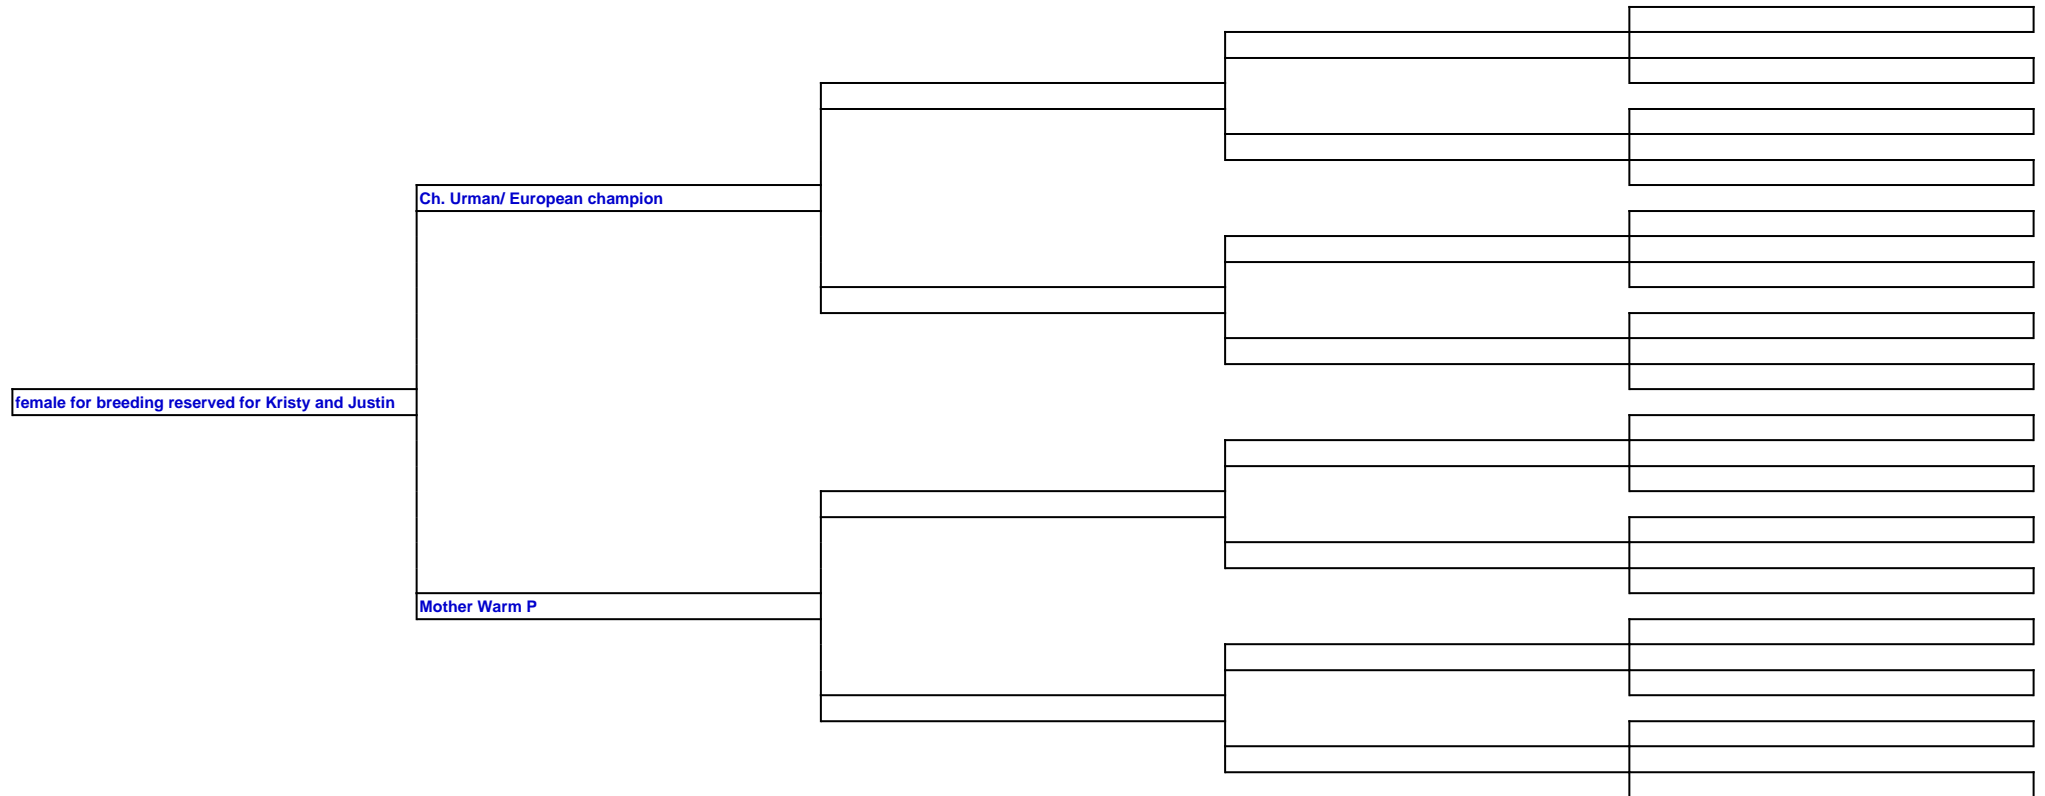 Ch. Urman/ European champion
female for breeding reserved for Kristy and Justin
Mother Warm P